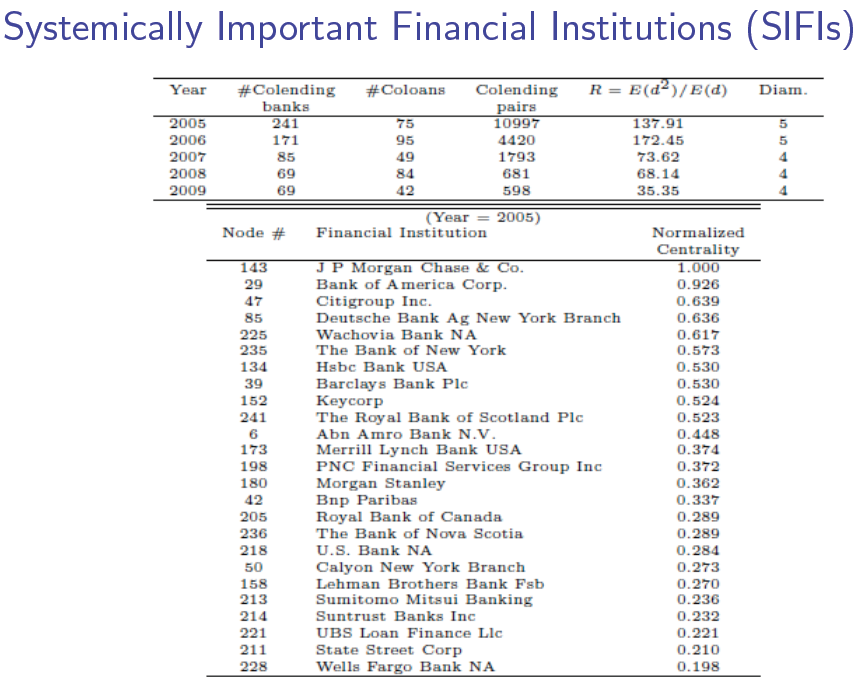 Systemically Important Financial Institutions (SIFIs)
Year #Colending banks #Coloans Colending pairs R = E(d²)/E(d) Diam.
2005 241 75 10997 137.91 5
2006 171 95 4420 172.45 5
2007 85 49 1793 73.62 4
2008 69 84 681 68.14 4
2009 69 42 598 35.35 4
(Year = 2005)
Node # Financial Institution Normalized Centrality
143 J P Morgan Chase & Co. 1.000
29 Bank of America Corp. 0.926
47 Citigroup Inc. 0.639
85 Deutsche Bank Ag New York Branch 0.636
225 Wachovia Bank NA 0.617
235 The Bank of New York 0.573
134 Hsbc Bank USA 0.530
39 Barclays Bank Plc 0.530
152 Keycorp 0.524
241 The Royal Bank of Scotland Plc 0.523
6 Abn Amro Bank N.V. 0.448
173 Merrill Lynch Bank USA 0.374
198 PNC Financial Services Group Inc 0.372
180 Morgan Stanley 0.362
42 Bnp Paribas 0.337
205 Royal Bank of Canada 0.289
236 The Bank of Nova Scotia 0.289
218 U.S. Bank NA 0.284
50 Calyon New York Branch 0.273
158 Lehman Brothers Bank Fsb 0.270
213 Sumitomo Mitsui Banking 0.236
214 Suntrust Banks Inc 0.232
221 UBS Loan Finance Llc 0.221
211 State Street Corp 0.210
228 Wells Fargo Bank NA 0.198